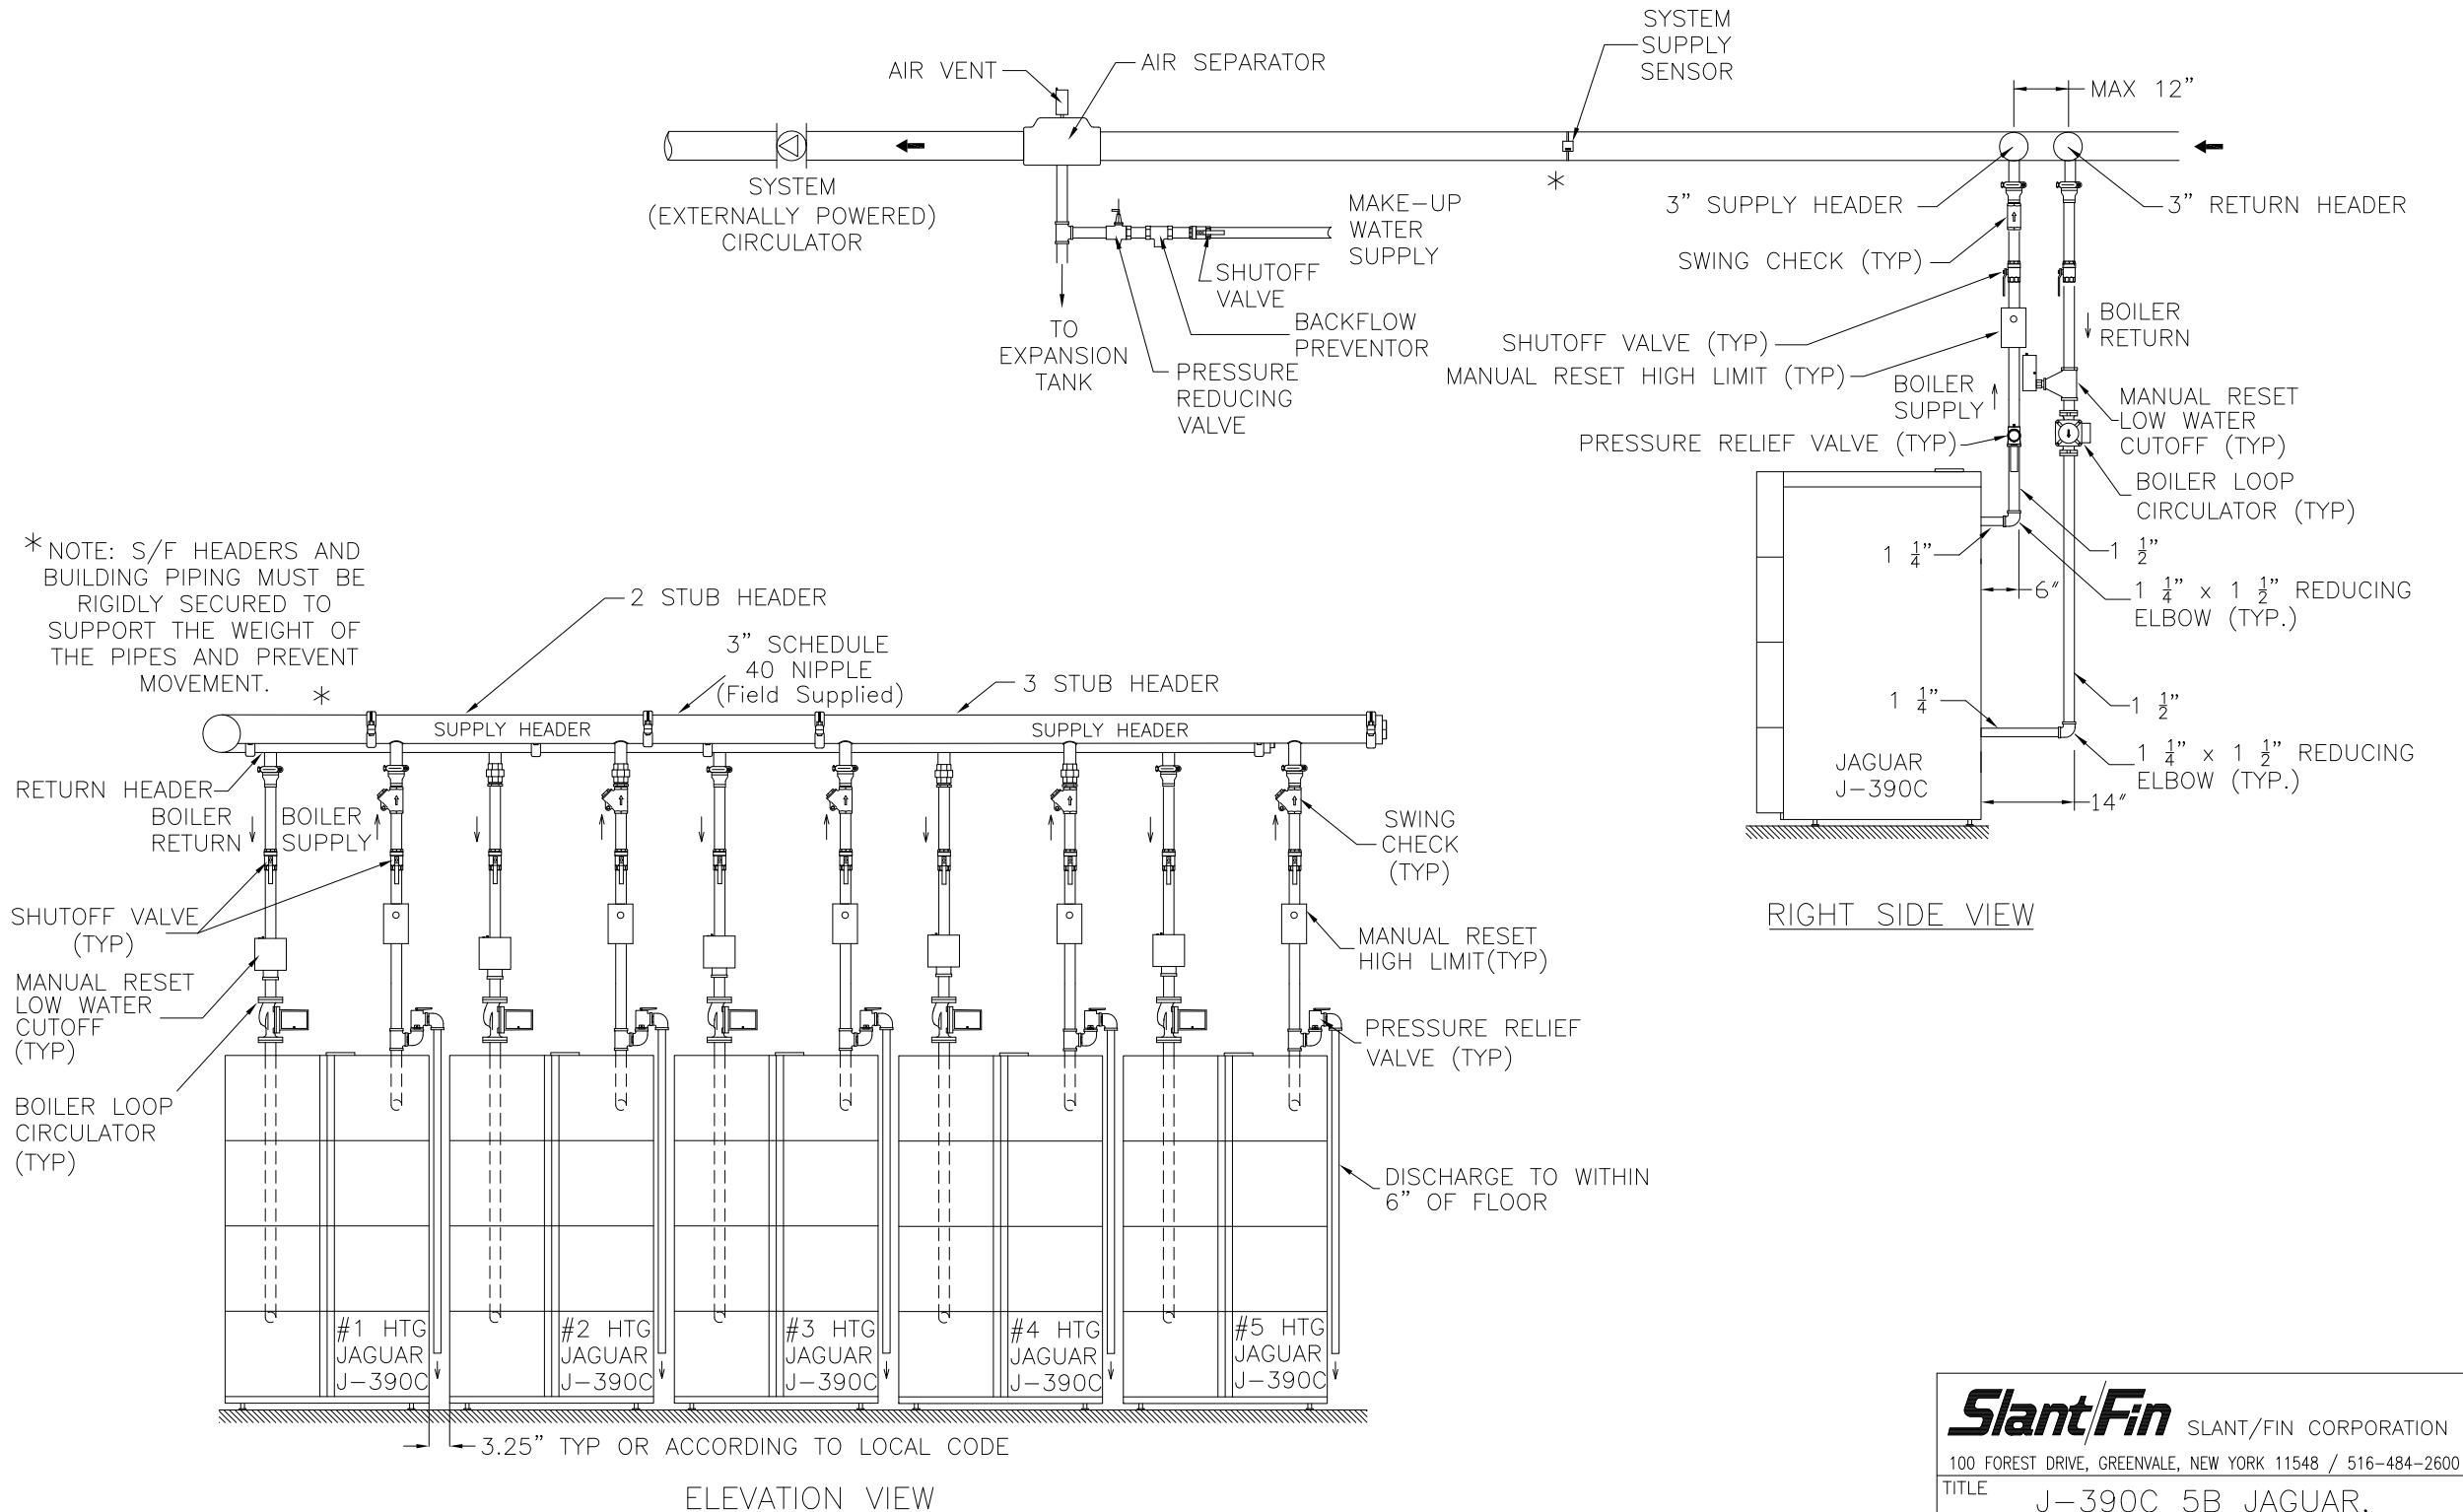 SYSTEM
SUPPLY
SENSOR
AIR VENT
AIR SEPARATOR
MAX 12"
SYSTEM
(EXTERNALLY POWERED)
CIRCULATOR
MAKE-UP
WATER
SUPPLY
*
3" SUPPLY HEADER
3" RETURN HEADER
SWING CHECK (TYP)
SHUTOFF
VALVE
TO
EXPANSION
TANK
BACKFLOW
PREVENTOR
PRESSURE
REDUCING
VALVE
SHUTOFF VALVE (TYP)
BOILER
RETURN
MANUAL RESET HIGH LIMIT (TYP)
BOILER
SUPPLY
MANUAL RESET
LOW WATER
CUTOFF (TYP)
PRESSURE RELIEF VALVE (TYP)
BOILER LOOP
CIRCULATOR (TYP)
1 1/4"
1 1/2"
6"
1 1/4" x 1 1/2" REDUCING
ELBOW (TYP.)
1 1/4"
1 1/2"
1 1/4" x 1 1/2" REDUCING
ELBOW (TYP.)
JAGUAR
J-390C
14"
RIGHT SIDE VIEW
* NOTE: S/F HEADERS AND
BUILDING PIPING MUST BE
RIGIDLY SECURED TO
SUPPORT THE WEIGHT OF
THE PIPES AND PREVENT
MOVEMENT.
*
2 STUB HEADER
3" SCHEDULE
40 NIPPLE
(Field Supplied)
3 STUB HEADER
SUPPLY HEADER
SUPPLY HEADER
RETURN HEADER
BOILER
RETURN
BOILER
SUPPLY
SWING
CHECK
(TYP)
SHUTOFF VALVE
(TYP)
MANUAL RESET
HIGH LIMIT(TYP)
MANUAL RESET
LOW WATER
CUTOFF
(TYP)
PRESSURE RELIEF
VALVE (TYP)
BOILER LOOP
CIRCULATOR
(TYP)
DISCHARGE TO WITHIN
6" OF FLOOR
#1 HTG
JAGUAR
J-390C
#2 HTG
JAGUAR
J-390C
#3 HTG
JAGUAR
J-390C
#4 HTG
JAGUAR
J-390C
#5 HTG
JAGUAR
J-390C
3.25" TYP OR ACCORDING TO LOCAL CODE
ELEVATION VIEW
Slant/Fin SLANT/FIN CORPORATION
100 FOREST DRIVE, GREENVALE, NEW YORK 11548 / 516-484-2600
TITLE
J-390C 5B JAGUAR.